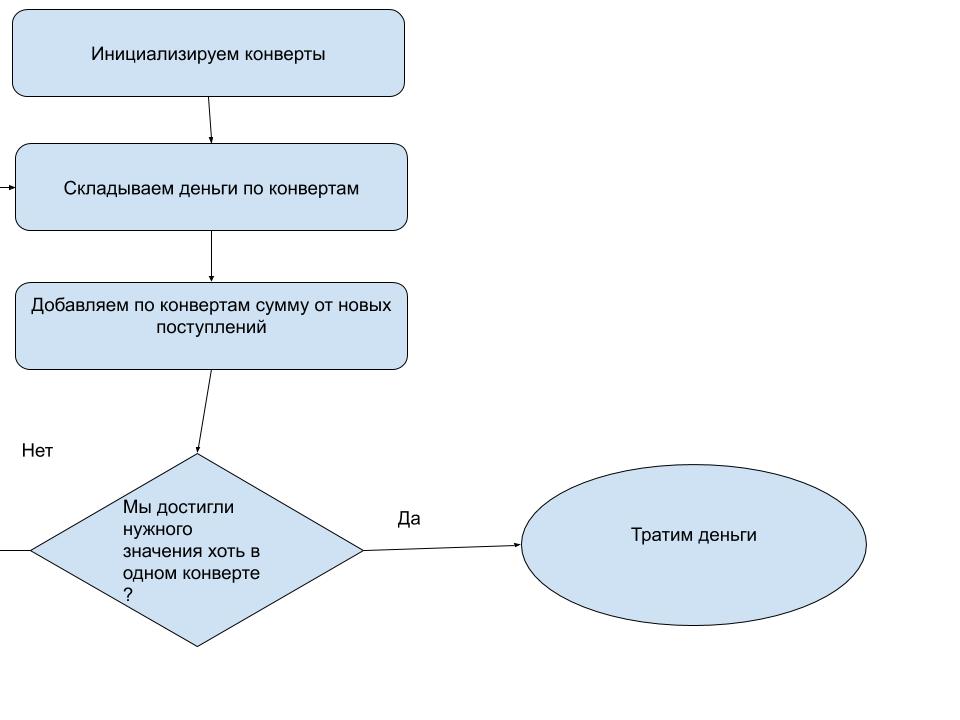 Инициализируем конверты
Складываем деньги по конвертам
Добавляем по конвертам сумму от новых
поступлений
Нет
Мы достигли
нужного
значения хоть в
одном конверте
?
Да
Тратим деньги